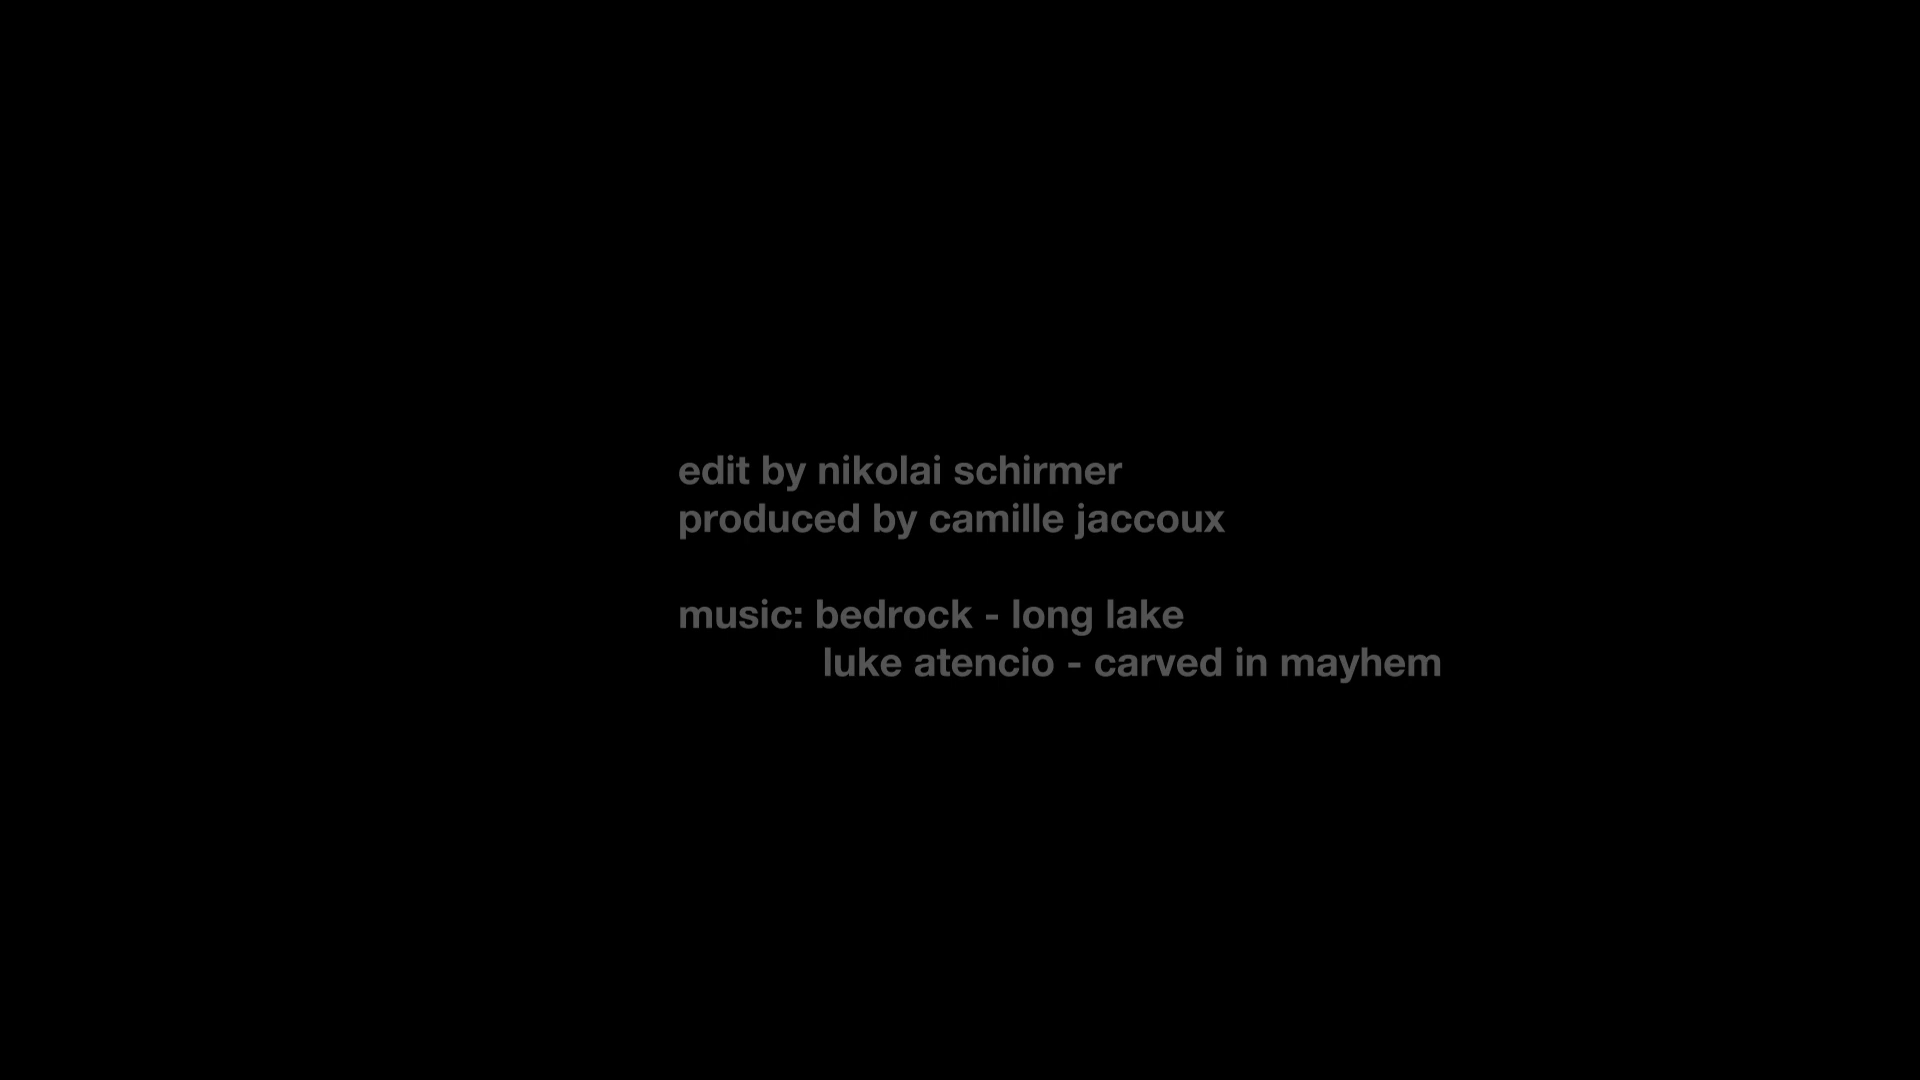 edit by nikolai schirmer
produced by camille jaccoux
music: bedrock - long lake
luke atencio - carved in mayhem